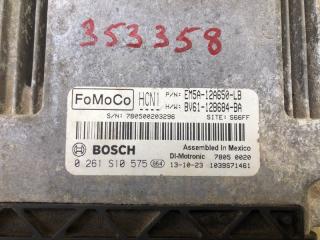 353358
FoMoCo HCN1 P/N: EM5A-12A650-LB
H/W: BV61-12B684-BA
S/N: 780500203296 SITE: S66FF
BOSCH Assembled in Mexico
0 261 S10 575 864 DI-Motronic 7805 0020
13-10-23 1039S71461